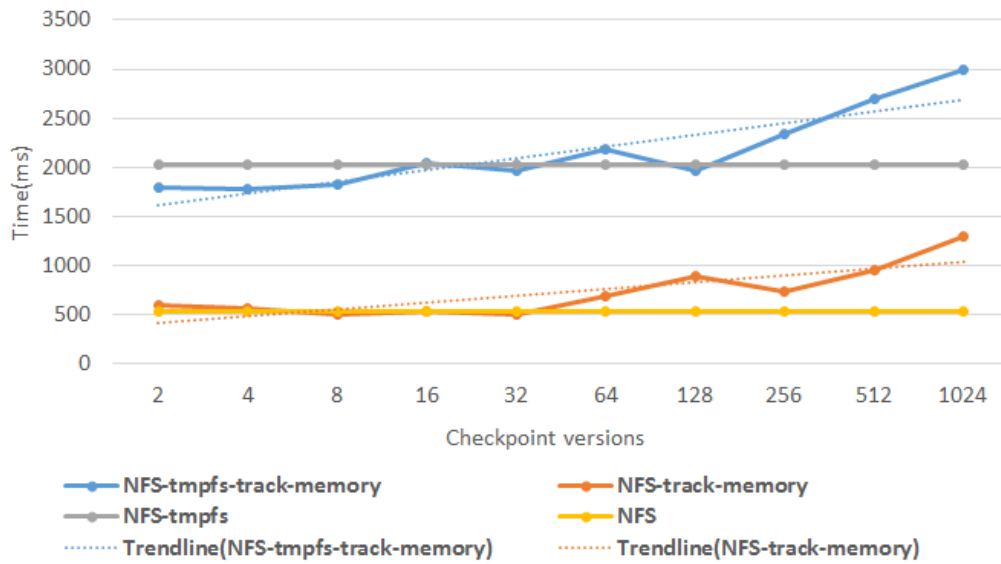 3500
3000
2500
2000
1500
1000
500
0
Time(ms)
2 4 8 16 32 64 128 256 512 1024
Checkpoint versions
NFS-tmpfs-track-memory NFS-track-memory
NFS-tmpfs NFS
Trendline(NFS-tmpfs-track-memory) Trendline(NFS-track-memory)